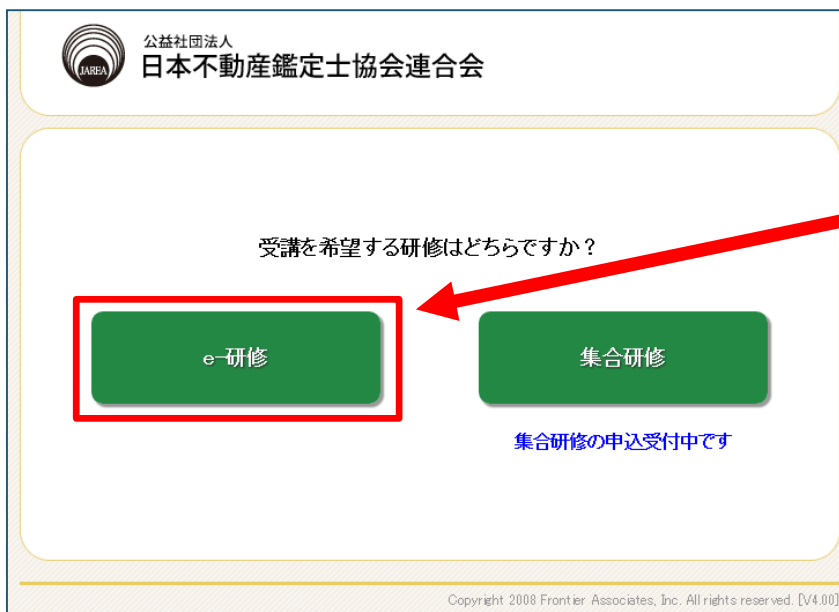 公益社団法人
JAREA
日本不動産鑑定士協会連合会
受講を希望する研修はどちらですか？
e-研修
集合研修
集合研修の申込受付中です
Copyright 2008 Frontier Associates, Inc. All rights reserved. [V4.00]